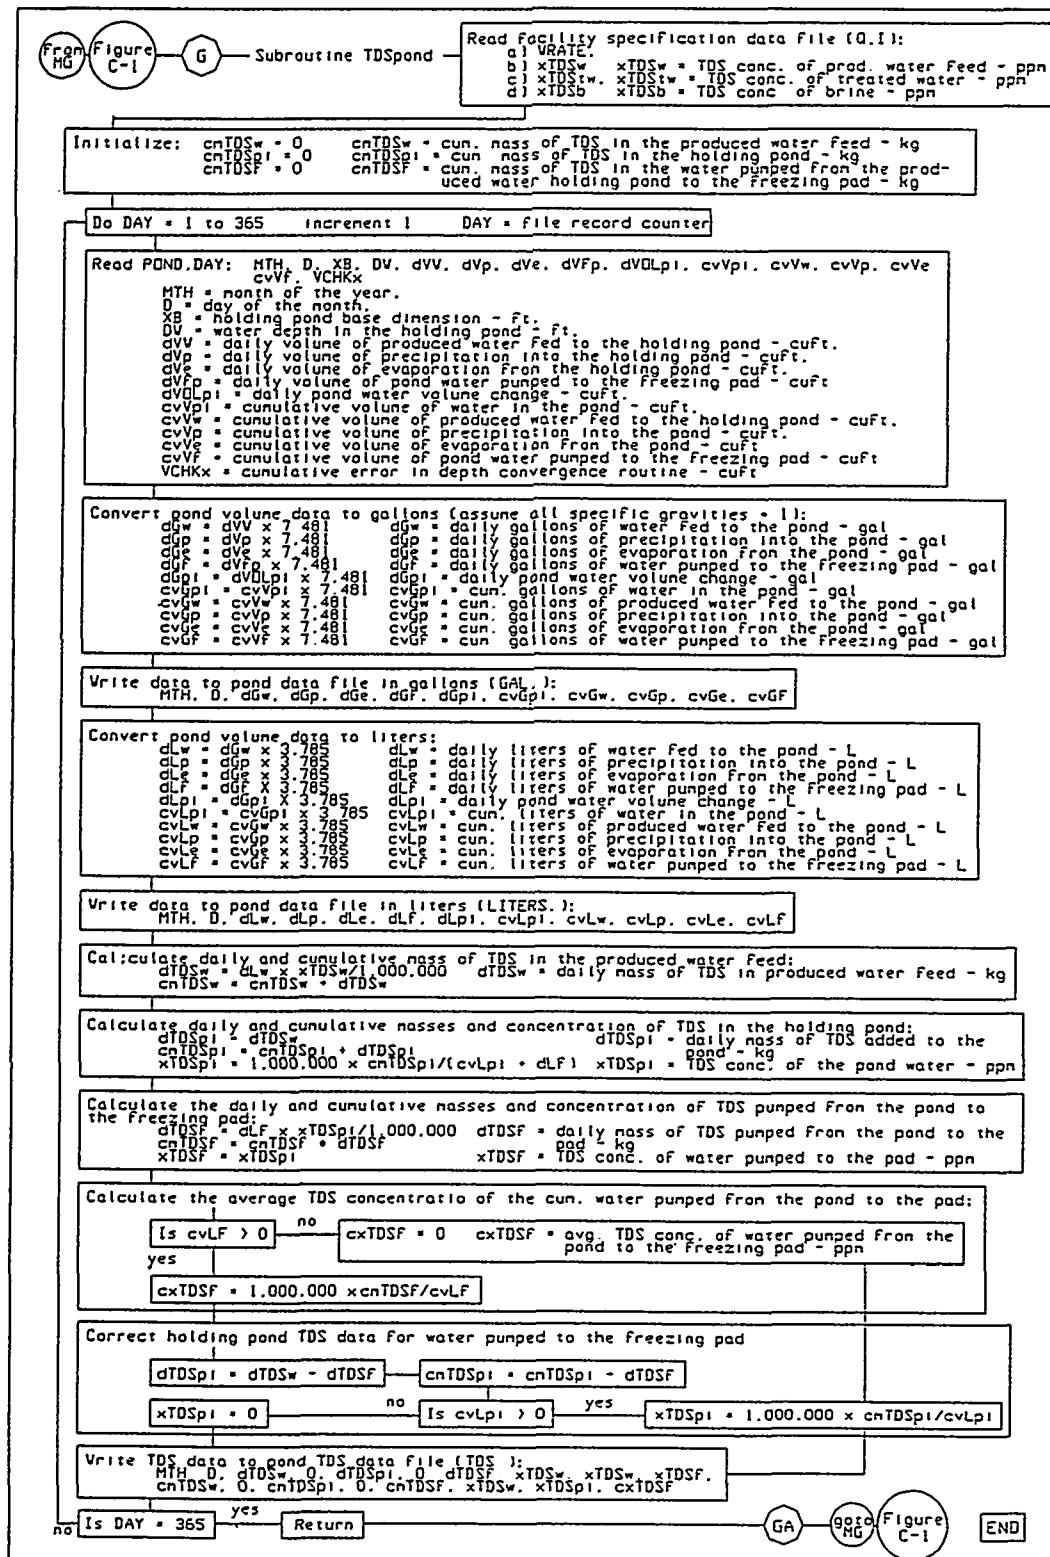 From MG
Figure C-1
G
Subroutine TDSpond
Read facility specification data file (Q.I):
a) WRATE.
b) xTDSw xTDSw = TDS conc. of prod. water feed - ppm
c) xTDStw. xTDStw = TDS conc. of treated water - ppm
d) xTDSb xTDSb = TDS conc. of brine - ppm
Initialize: cmTDSw = 0 cmTDSw = cum. mass of TDS in the produced water feed - kg
cmTDSpi = 0 cmTDSpi = cum mass of TDS in the holding pond - kg
cmTDSf = 0 cmTDSf = cum. mass of TDS in the water pumped from the prod-
uced water holding pond to the freezing pad - kg
Do DAY = 1 to 365 increment 1 DAY = file record counter
Read POND.DAY: MTH, D, XB, DW, dVW, dVp, dVe, dVfp, dVOLpi, cvVpi, cvVw, cvVp, cvVe
cvVf, VCHKx
MTH = month of the year.
D = day of the month.
XB = holding pond base dimension - ft.
DW = water depth in the holding pond - ft.
dVW = daily volume of produced water fed to the holding pond - cuft.
dVp = daily volume of precipitation into the holding pond - cuft.
dVe = daily volume of evaporation from the holding pond - cuft.
dVfp = daily volume of pond water pumped to the freezing pad - cuft
dVOLpi = daily pond water volume change - cuft.
cvVpi = cumulative volume of water in the pond - cuft.
cvVw = cumulative volume of produced water fed to the holding pond - cuft.
cvVp = cumulative volume of precipitation into the pond - cuft.
cvVe = cumulative volume of evaporation from the pond - cuft
cvVf = cumulative volume of pond water pumped to the freezing pad - cuft
VCHKx = cumulative error in depth convergence routine - cuft
Convert pond volume data to gallons (assume all specific gravities = 1):
dGw = dVW x 7.481 dGw = daily gallons of water fed to the pond - gal
dGp = dVp x 7.481 dGp = daily gallons of precipitation into the pond - gal
dGe = dVe x 7.481 dGe = daily gallons of evaporation from the pond - gal
dGf = dVfp x 7.481 dGf = daily gallons of water pumped to the freezing pad - gal
dGpi = dVOLpi x 7.481 dGpi = daily pond water volume change - gal
cvGpi = cvVpi x 7.481 cvGpi = cum. gallons of water in the pond - gal
cvGw = cvVw x 7.481 cvGw = cum. gallons of produced water fed to the pond - gal
cvGp = cvVp x 7.481 cvGp = cum. gallons of precipitation into the pond - gal
cvGe = cvVe x 7.481 cvGe = cum. gallons of evaporation from the pond - gal
cvGf = cvVf x 7.481 cvGf = cum gallons of water pumped to the freezing pad - gal
Write data to pond data file in gallons (GAL.):
MTH, D, dGw, dGp, dGe, dGf, dGpi, cvGpi, cvGw, cvGp, cvGe, cvGf
Convert pond volume data to liters:
dLw = dGw x 3.785 dLw = daily liters of water fed to the pond - L
dLp = dGp x 3.785 dLp = daily liters of precipitation into the pond - L
dLe = dGe x 3.785 dLe = daily liters of evaporation from the pond - L
dLf = dGf x 3.785 dLf = daily liters of water pumped to the freezing pad - L
dLpi = dGpi X 3.785 dLpi = daily pond water volume change - L
cvLpi = cvGpi x 3.785 cvLpi = cum. liters of water in the pond - L
cvLw = cvGw x 3.785 cvLw = cum. liters of produced water fed to the pond - L
cvLp = cvGp x 3.785 cvLp = cum. liters of precipitation into the pond - L
cvLe = cvGe x 3.785 cvLe = cum. liters of evaporation from the pond - L
cvLf = cvGf x 3.785 cvLf = cum. liters of water pumped to the freezing pad - L
Write data to pond data file in liters (LITERS.):
MTH, D, dLw, dLp, dLe, dLf, dLpi, cvLpi, cvLw, cvLp, cvLe, cvLf
Cal;culate daily and cumulative mass of TDS in the produced water feed:
dTDSw = dLw x xTDSw/1,000,000 dTDSw = daily mass of TDS in produced water feed - kg
cmTDSw = cmTDSw + dTDSw
Calculate daily and cumulative masses and concentration of TDS in the holding pond:
dTDSpi = dTDSw dTDSpi = daily mass of TDS added to the
cmTDSpi = cmTDSpi + dTDSpi pond - kg
xTDSpi = 1,000,000 x cmTDSpi/(cvLpi + dLf) xTDSpi = TDS conc. of the pond water - ppm
Calculate the daily and cumulative masses and concentration of TDS pumped from the pond to
the freezing pad:
dTDSf = dLf x xTDSpi/1,000,000 dTDSf = daily mass of TDS pumped from the pond to the
cmTDSf = cmTDSf + dTDSf pad - kg
xTDSf = xTDSpi xTDSf = TDS conc. of water pumped to the pad - ppm
Calculate the average TDS concentratio of the cum. water pumped from the pond to the pad:
Is cvLf > 0
no
cxTDSf = 0 cxTDSf = avg. TDS conc. of water pumped from the
pond to the freezing pad - ppm
yes
cxTDSf = 1,000,000 xcmTDSf/cvLf
Correct holding pond TDS data for water pumped to the freezing pad
dTDSpi = dTDSw - dTDSf
cmTDSpi = cmTDSpi - dTDSf
xTDSpi = 0
no
Is cvLpi > 0
yes
xTDSpi = 1,000,000 x cmTDSpi/cvLpi
Write TDS data to pond TDS data file (TDS ):
MTH, D, dTDSw, 0, dTDSpi, 0, dTDSf, xTDSw, xTDSw, xTDSf,
cmTDSw, 0, cmTDSpi, 0, cmTDSf, xTDSw, xTDSpi, cxTDSf
no
Is DAY = 365
yes
Return
GA
goto MG
Figure C-1
END